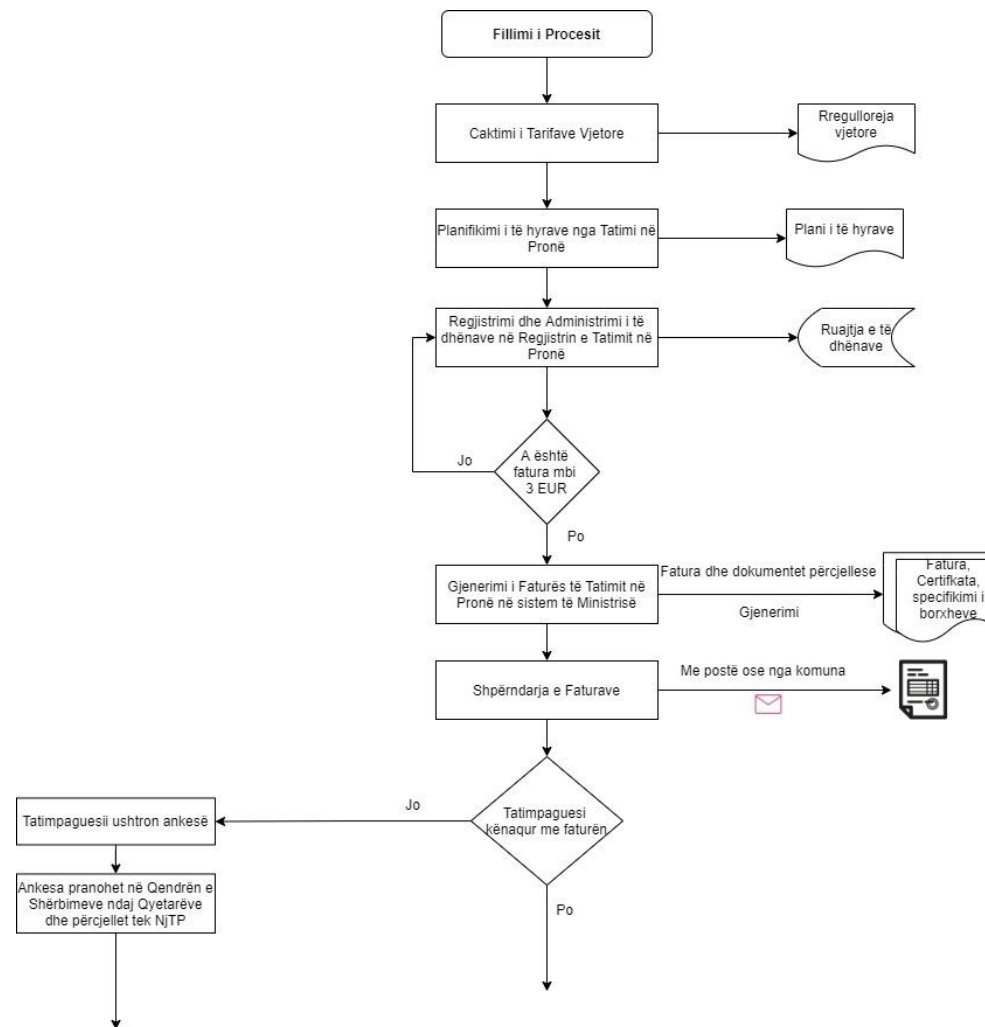 Fillimi i Procesit
Caktimi i Tarifave Vjetore
Rregulloreja
vjetore
Planifikimi i të hyrave nga Tatimi në
Pronë
Plani i të hyrave
Regjistrimi dhe Administrimi i të
dhënave në Regjistrin e Tatimit në
Pronë
Ruajtja e të
dhënave
A është
fatura mbi
3 EUR
Jo
Po
Gjenerimi i Faturës të Tatimit në
Pronë në sistem të Ministrisë
Fatura dhe dokumentet përcjellese
Gjenerimi
Fatura,
Certifkata,
specifikimi i
borxheve
Shpërndarja e Faturave
Me postë ose nga komuna
Tatimpaguesi
kënaqur me faturën
Jo
Po
Tatimpaguesii ushtron ankesë
Ankesa pranohet në Qendrën e
Shërbimeve ndaj Qyetarëve
dhe përcjellet tek NjTP